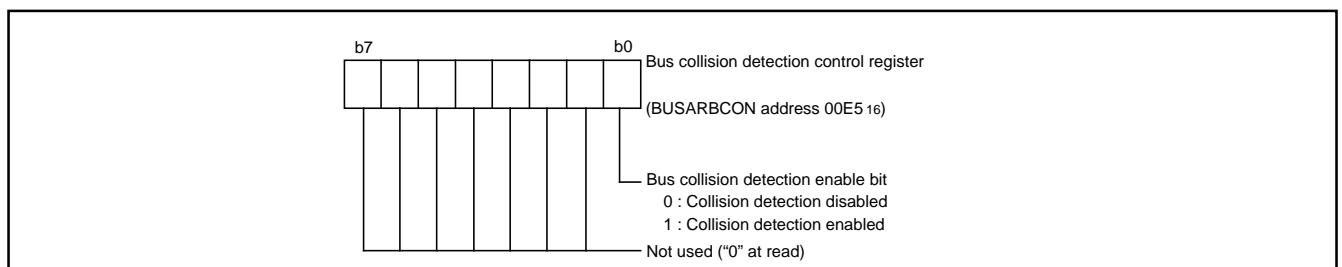 b7 b0
Bus collision detection control register
(BUSARBCON address 00E5 16)
Bus collision detection enable bit
0 : Collision detection disabled
1 : Collision detection enabled
Not used (“0” at read)